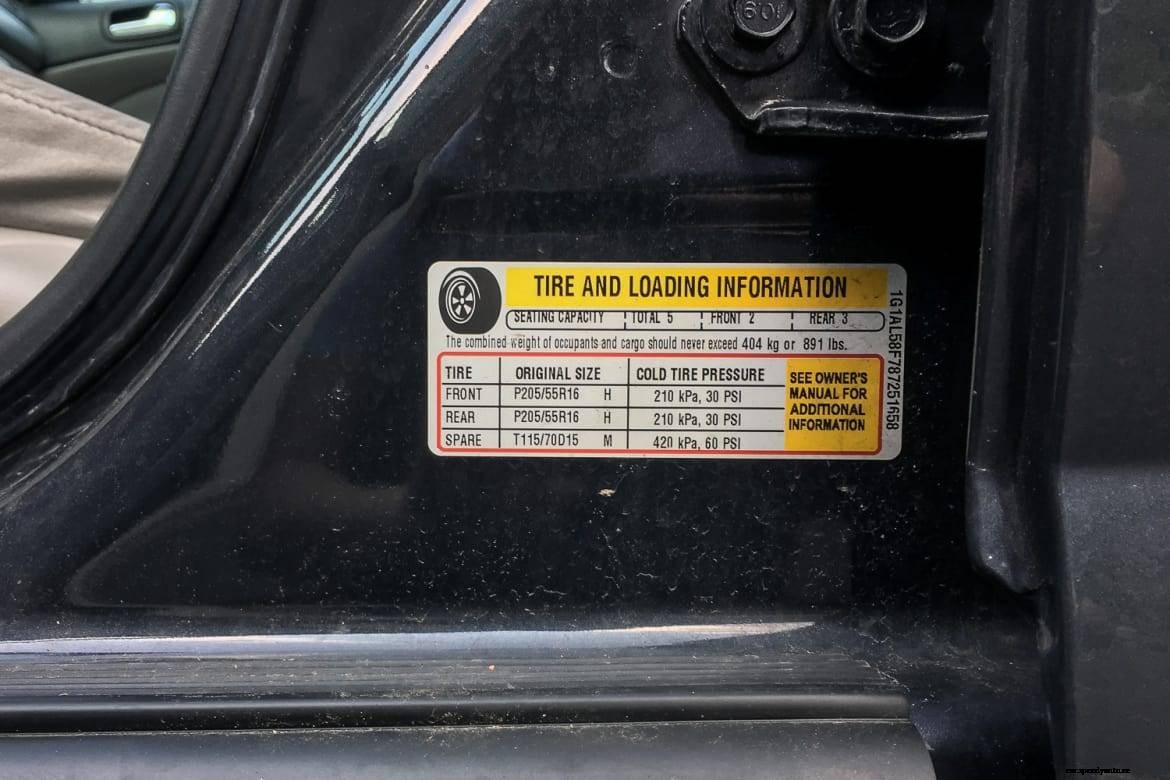 60
TIRE AND LOADING INFORMATION
SEATING CAPACITY TOTAL 5 FRONT 2 REAR 3
The combined weight of occupants and cargo should never exceed 404 kg or 891 lbs.
TIRE ORIGINAL SIZE COLD TIRE PRESSURE
FRONT P205/55R16 H 210 kPa, 30 PSI
REAR P205/55R16 H 210 kPa, 30 PSI
SPARE T115/70D15 M 420 kPa, 60 PSI
SEE OWNER'S
MANUAL FOR
ADDITIONAL
INFORMATION
1G1AL58F787251658